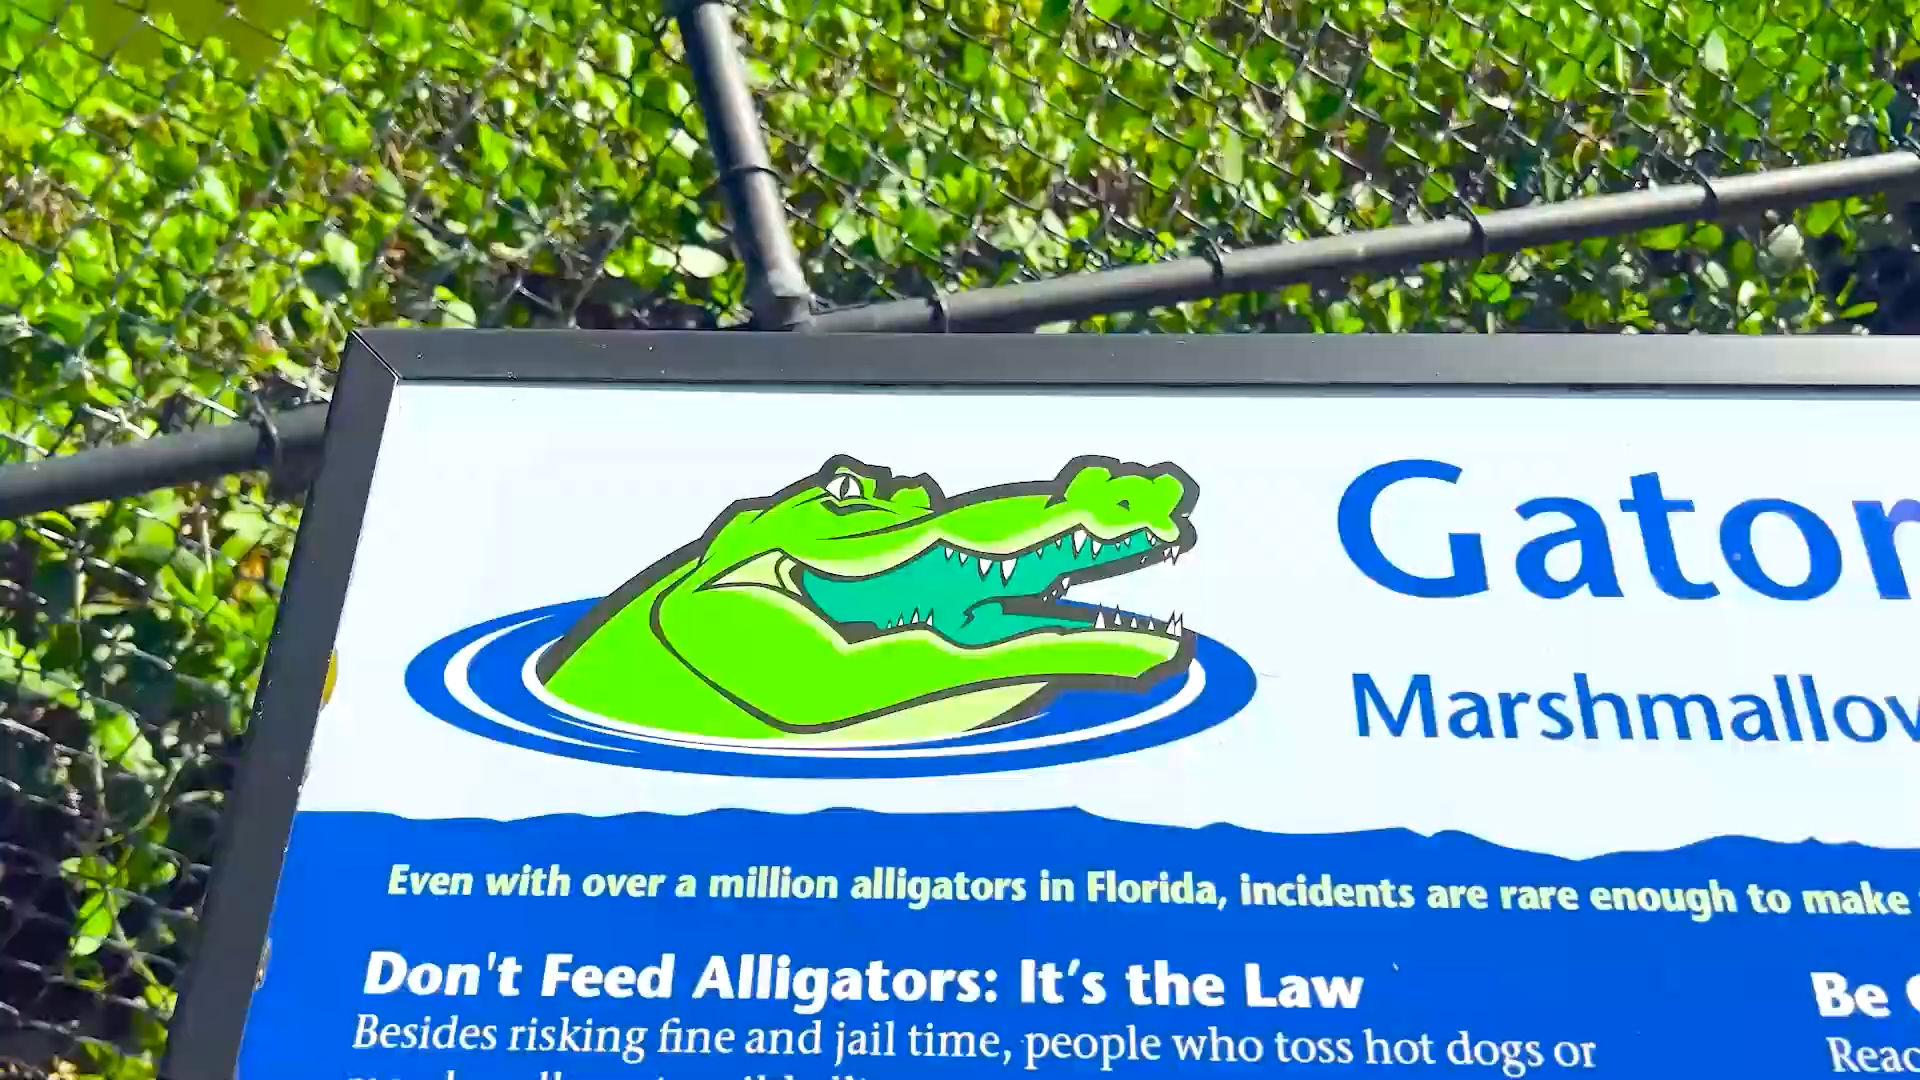 Gator
Marshmallow
Even with over a million alligators in Florida, incidents are rare enough to make
Don't Feed Alligators: It's the Law
Be
Besides risking fine and jail time, people who toss hot dogs or